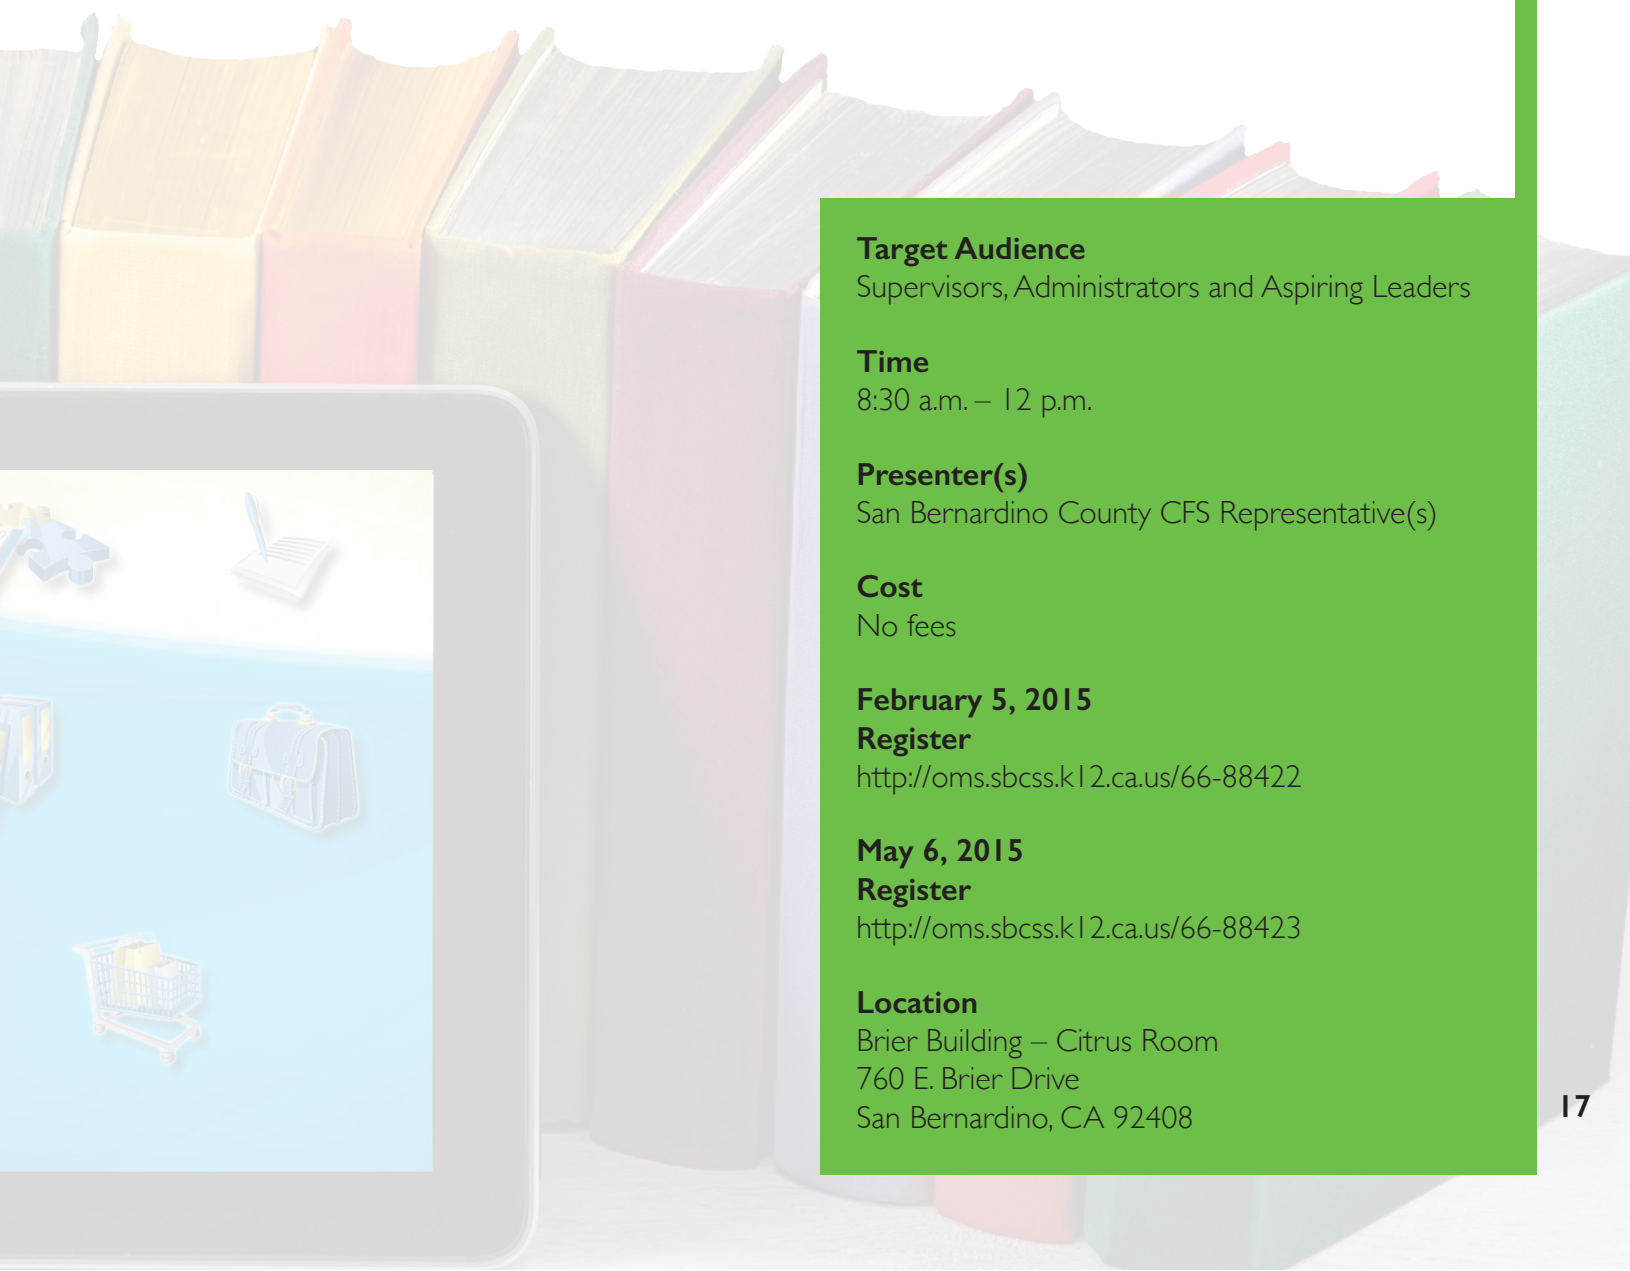 Target Audience
Supervisors, Administrators and Aspiring Leaders
Time
8:30 a.m. – 12 p.m.
Presenter(s)
San Bernardino County CFS Representative(s)
Cost
No fees
February 5, 2015
Register
http://oms.sbcss.k12.ca.us/66-88422
May 6, 2015
Register
http://oms.sbcss.k12.ca.us/66-88423
Location
Brier Building – Citrus Room
760 E. Brier Drive
San Bernardino, CA 92408
17